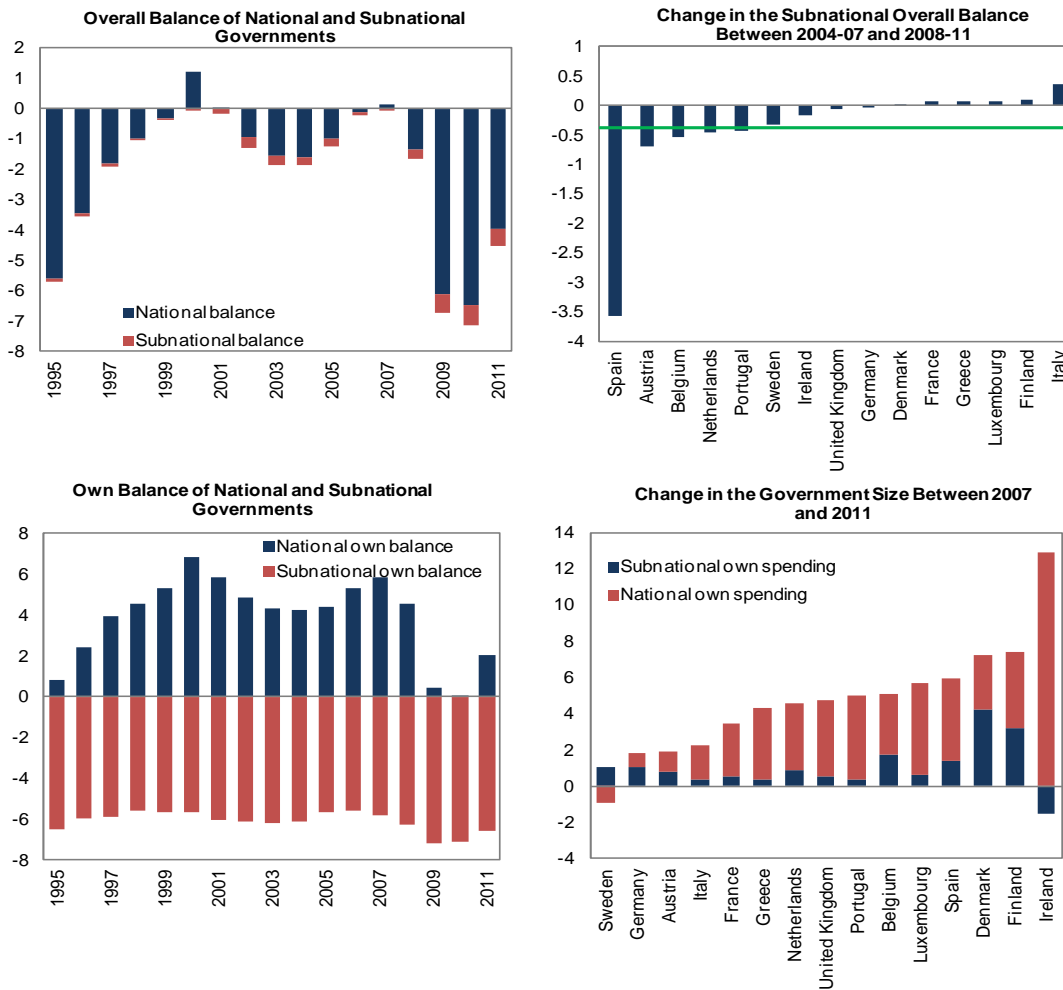 Overall Balance of National and Subnational
Governments
2
1
0
-1
-2
-3
-4
-5
-6
-7
-8
National balance
Subnational balance
1995
1997
1999
2001
2003
2005
2007
2009
2011
Change in the Subnational Overall Balance
Between 2004-07 and 2008-11
1
0.5
0
-0.5
-1
-1.5
-2
-2.5
-3
-3.5
-4
Spain
Austria
Belgium
Netherlands
Portugal
Sweden
Ireland
United Kingdom
Germany
Denmark
France
Greece
Luxembourg
Finland
Italy
Own Balance of National and Subnational
Governments
8
6
4
2
0
-2
-4
-6
-8
National own balance
Subnational own balance
1995
1997
1999
2001
2003
2005
2007
2009
2011
Change in the Government Size Between 2007
and 2011
14
12
10
8
6
4
2
0
-2
-4
Subnational own spending
National own spending
Sweden
Germany
Austria
Italy
France
Greece
Netherlands
United Kingdom
Portugal
Belgium
Luxembourg
Spain
Denmark
Finland
Ireland